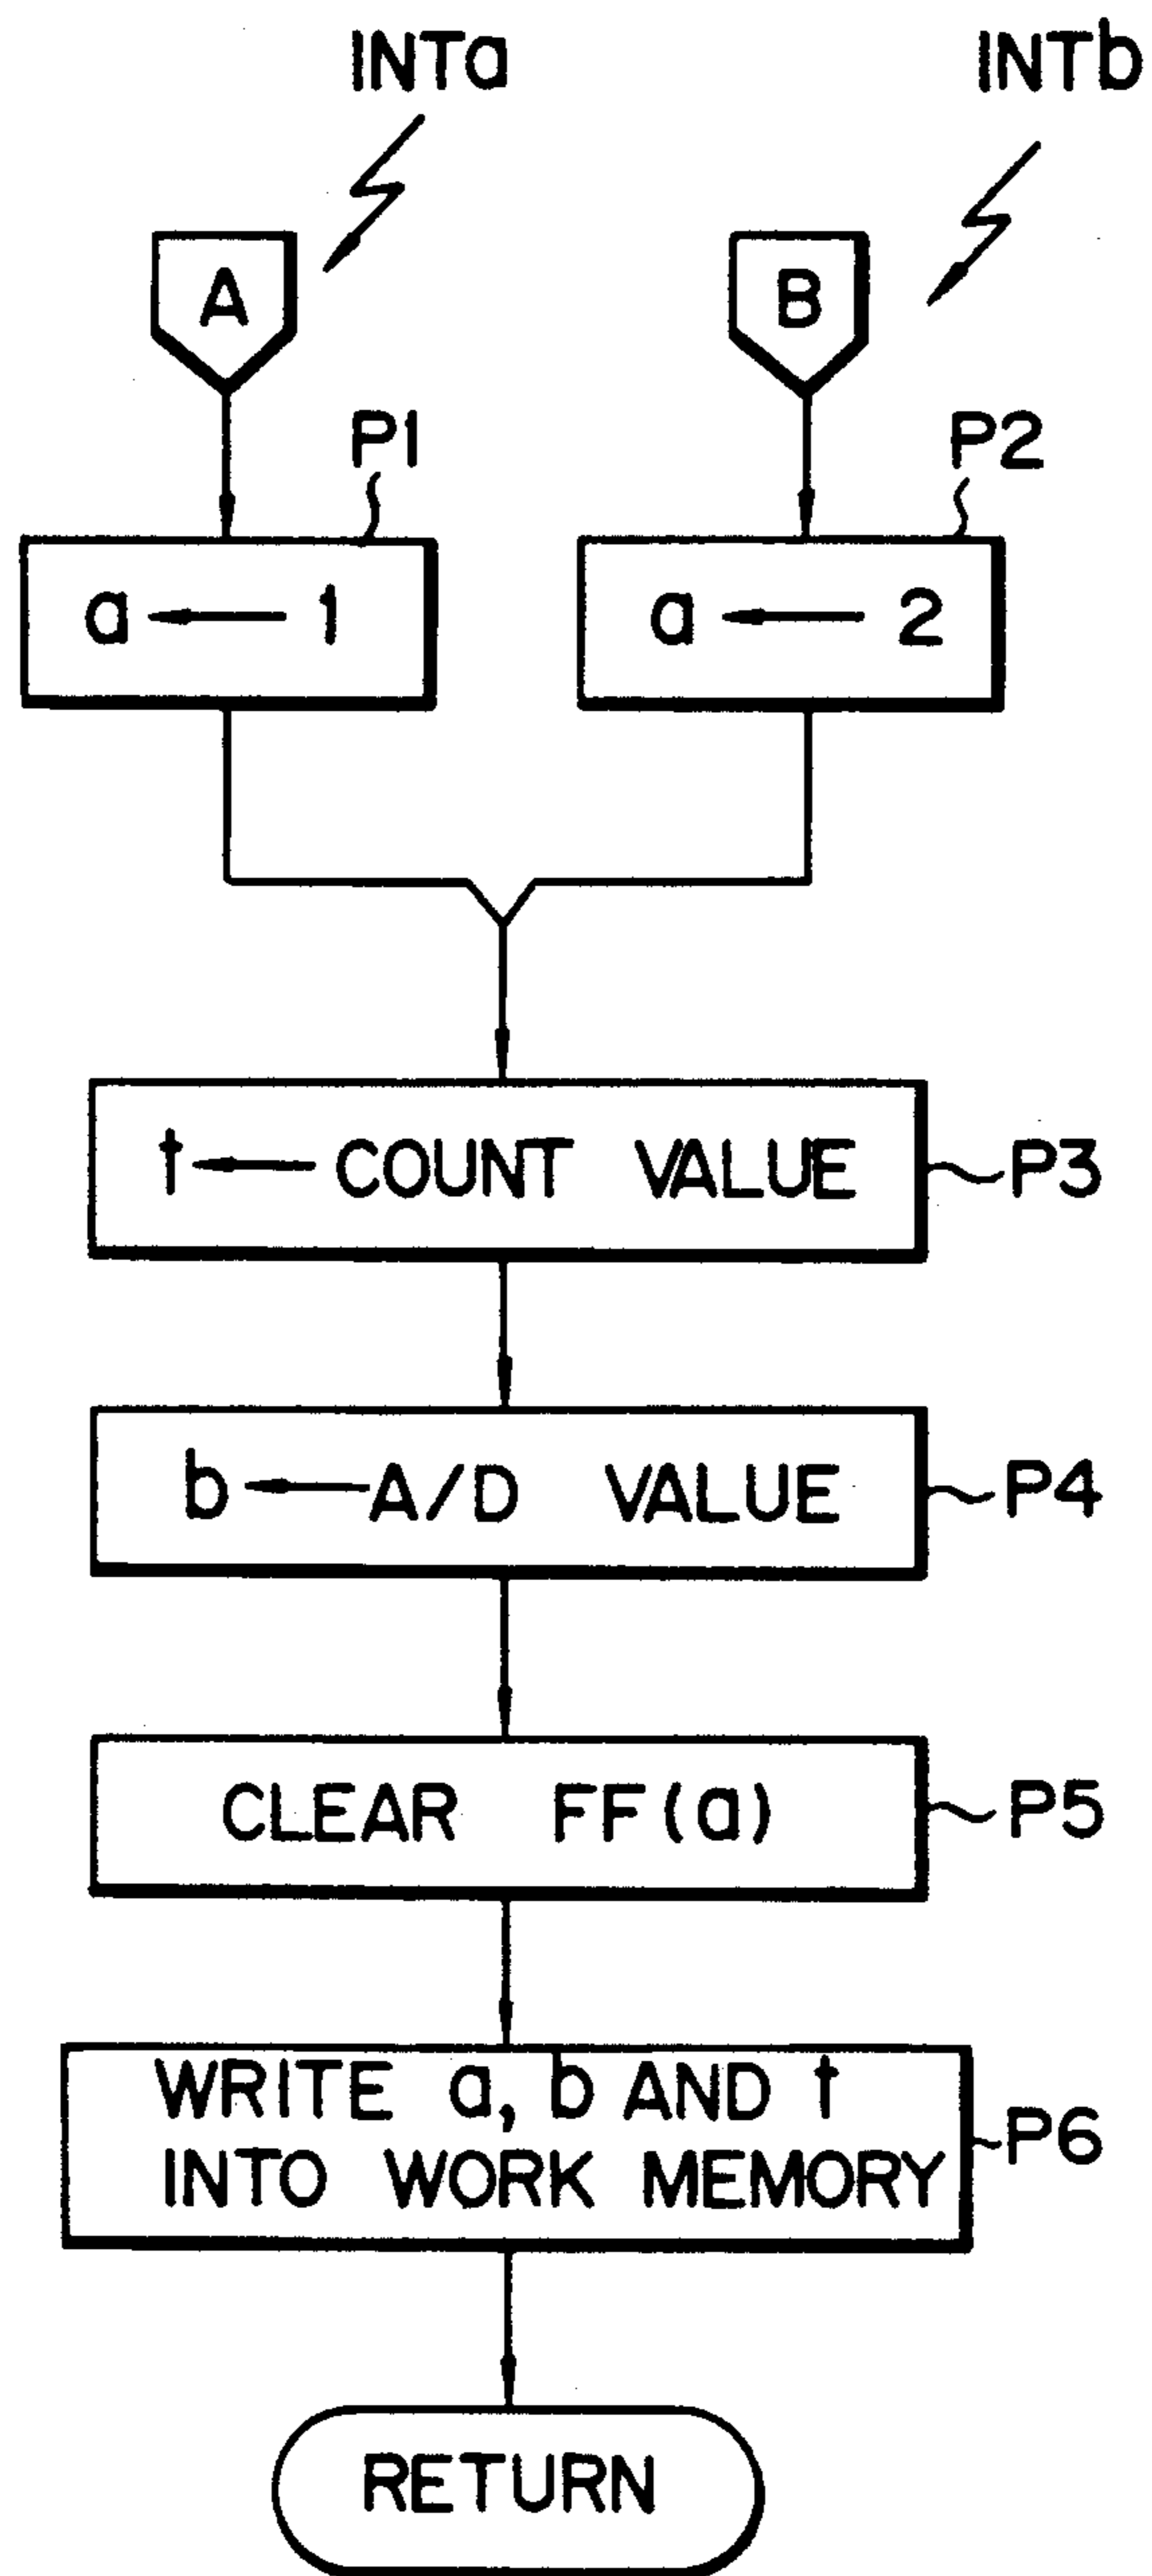 INTa
INTb
A
B
P1
P2
a ← 1
a ← 2
t ← COUNT VALUE
P3
b ← A/D VALUE
P4
CLEAR FF(a)
P5
WRITE a, b AND t
INTO WORK MEMORY
P6
RETURN